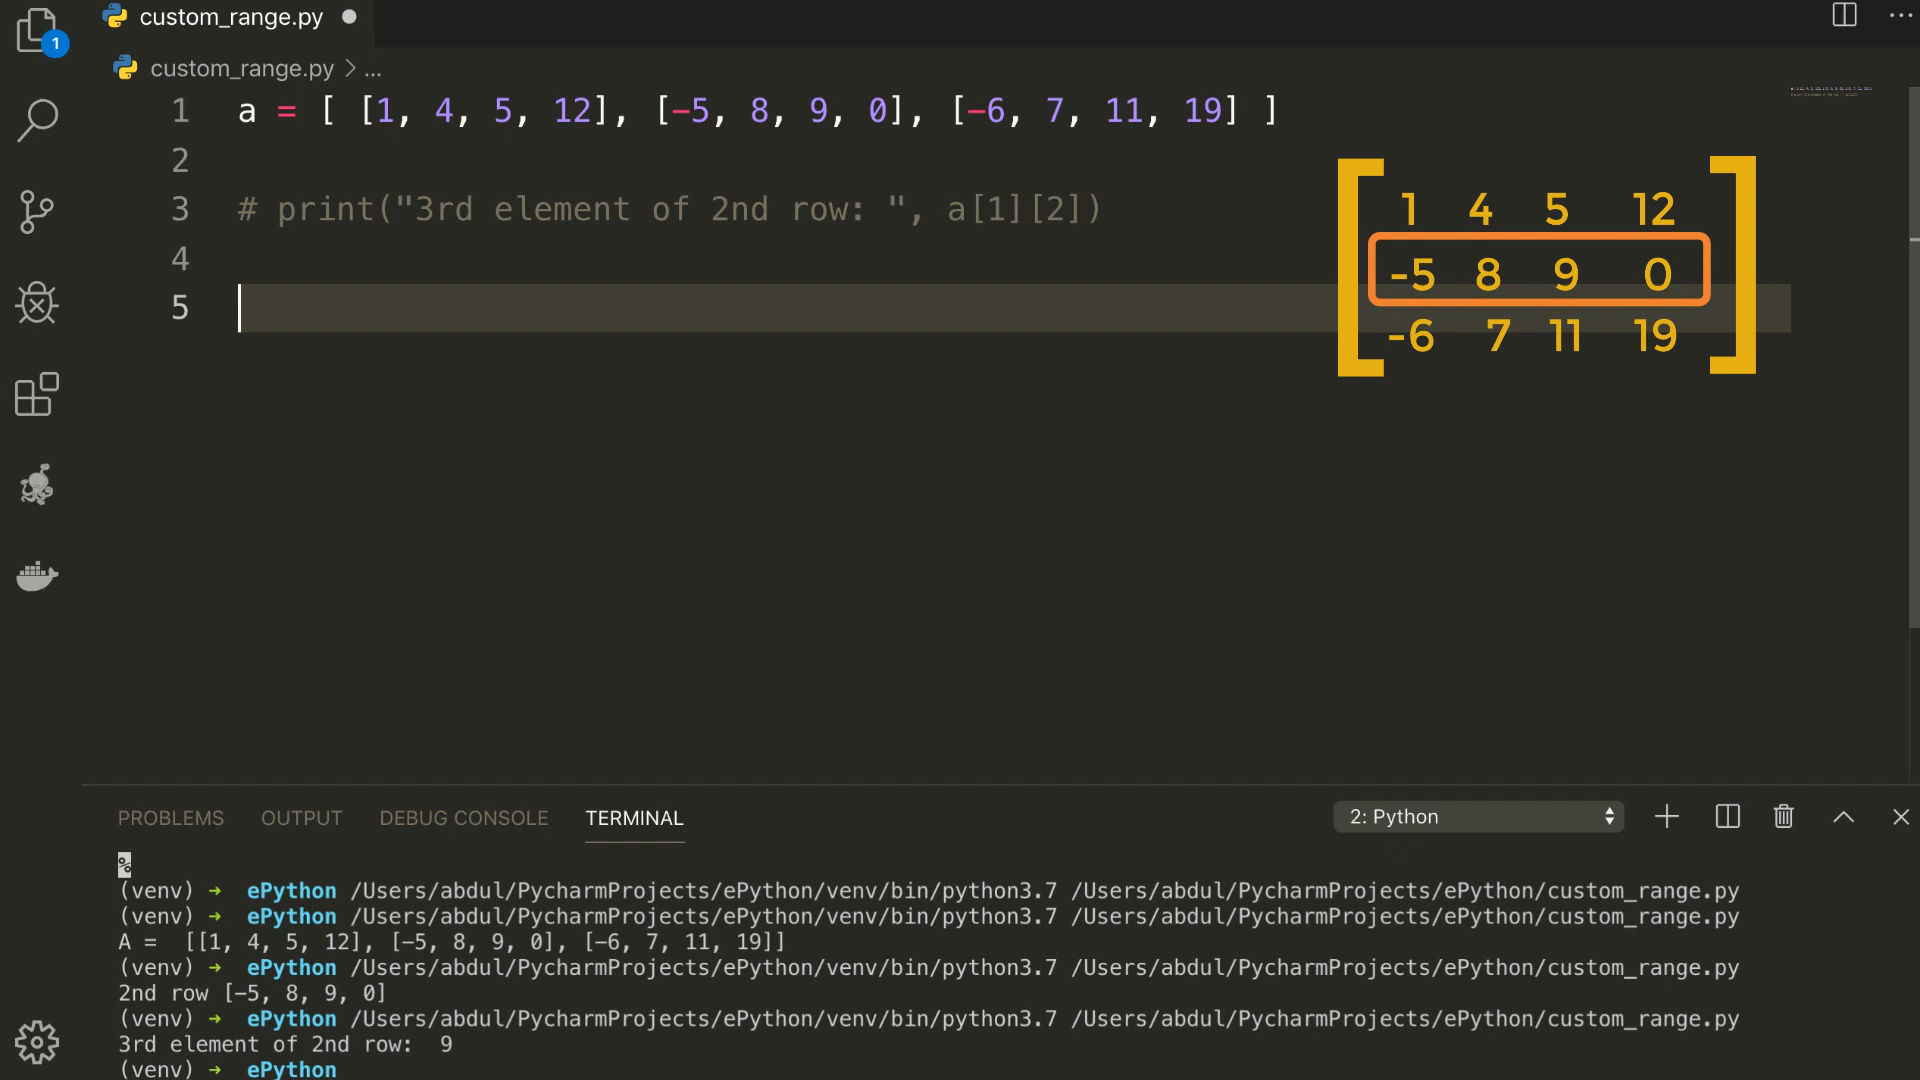 custom_range.py
1
custom_range.py > ...
1 a = [ [1, 4, 5, 12], [-5, 8, 9, 0], [-6, 7, 11, 19] ]
2
3 # print("3rd element of 2nd row: ", a[1][2])
4
5
1 4 5 12
-5 8 9 0
-6 7 11 19
PROBLEMS OUTPUT DEBUG CONSOLE TERMINAL 2: Python
%
(venv) → ePython /Users/abdul/PycharmProjects/ePython/venv/bin/python3.7 /Users/abdul/PycharmProjects/ePython/custom_range.py
(venv) → ePython /Users/abdul/PycharmProjects/ePython/venv/bin/python3.7 /Users/abdul/PycharmProjects/ePython/custom_range.py
A =  [[1, 4, 5, 12], [-5, 8, 9, 0], [-6, 7, 11, 19]]
(venv) → ePython /Users/abdul/PycharmProjects/ePython/venv/bin/python3.7 /Users/abdul/PycharmProjects/ePython/custom_range.py
2nd row [-5, 8, 9, 0]
(venv) → ePython /Users/abdul/PycharmProjects/ePython/venv/bin/python3.7 /Users/abdul/PycharmProjects/ePython/custom_range.py
3rd element of 2nd row:  9
(venv) → ePython